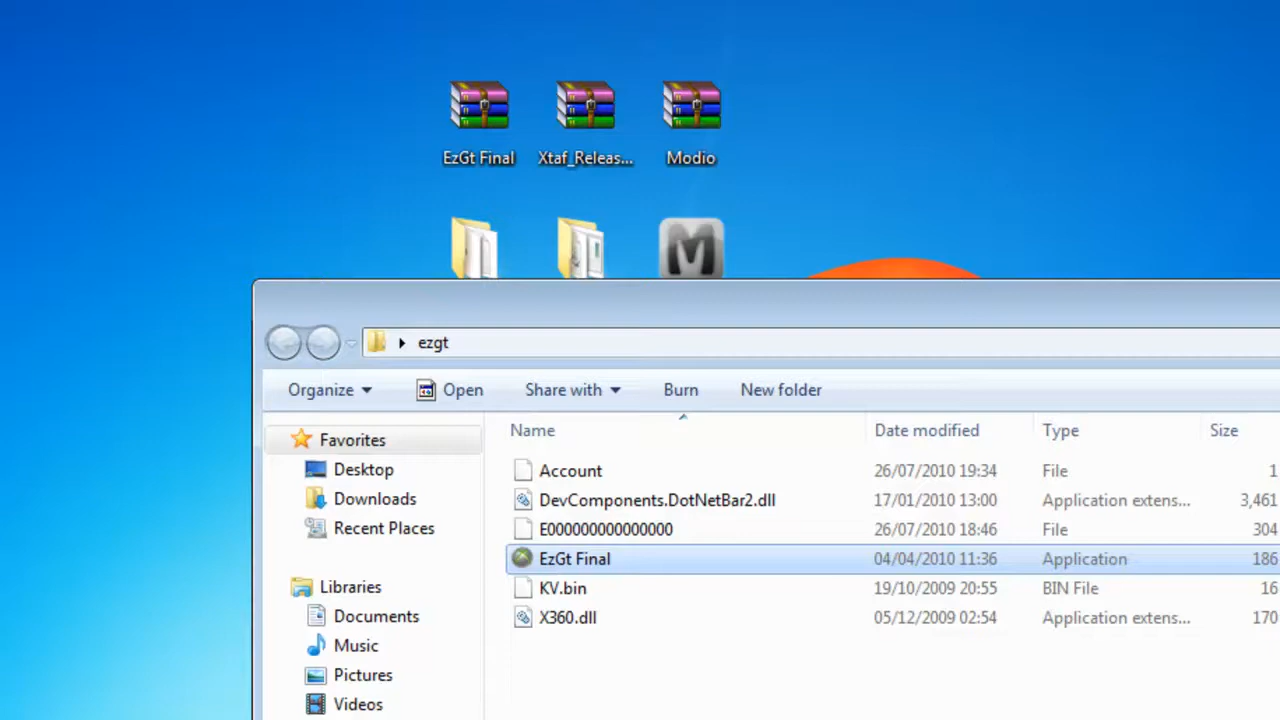 EzGt Final Xtaf_Releas... Modio
ezgt
Organize Open Share with Burn New folder
Name Date modified Type Size
Favorites
Desktop
Downloads
Recent Places
Libraries
Documents
Music
Pictures
Videos
Account 26/07/2010 19:34 File 1
DevComponents.DotNetBar2.dll 17/01/2010 13:00 Application extens... 3,461
E000000000000000 26/07/2010 18:46 File 304
EzGt Final 04/04/2010 11:36 Application 186
KV.bin 19/10/2009 20:55 BIN File 16
X360.dll 05/12/2009 02:54 Application extens... 170